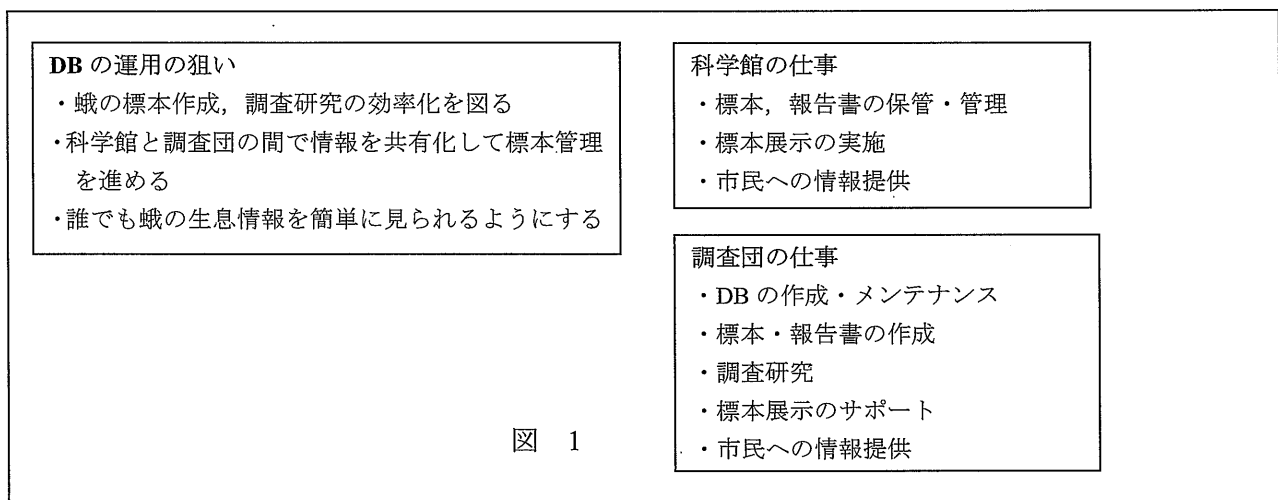 DB の運用の狙い
・蛾の標本作成，調査研究の効率化を図る
・科学館と調査団の間で情報を共有化して標本管理
を進める
・誰でも蛾の生息情報を簡単に見られるようにする
科学館の仕事
・標本，報告書の保管・管理
・標本展示の実施
・市民への情報提供
調査団の仕事
・DB の作成・メンテナンス
・標本・報告書の作成
・調査研究
・標本展示のサポート
・市民への情報提供
図 1